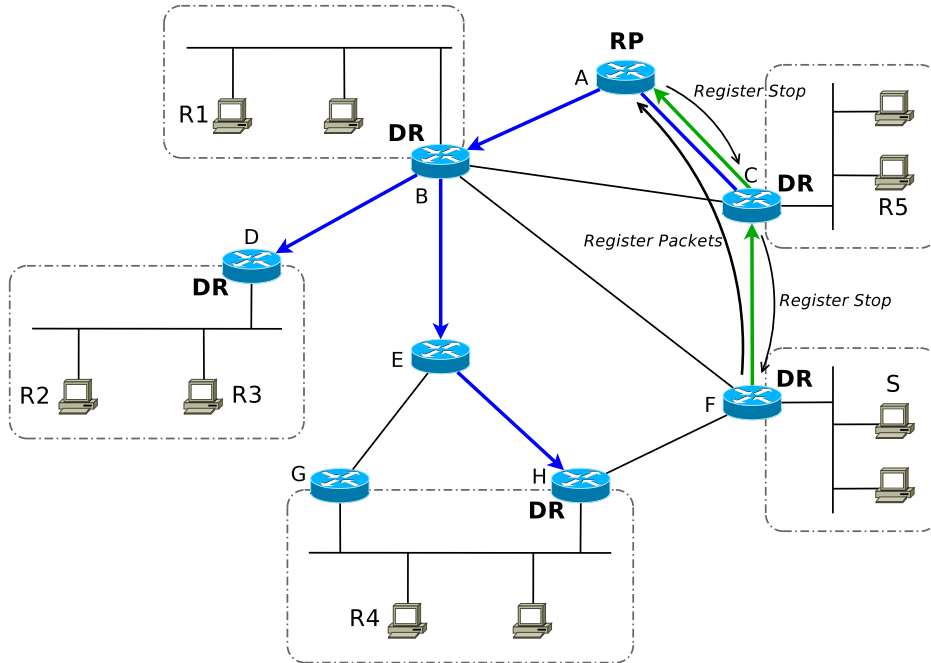 RP
A
Register Stop
R1
DR
C
DR
B
R5
D
Register Packets
DR
Register Stop
E
DR
S
R2
R3
F
G
H
DR
R4